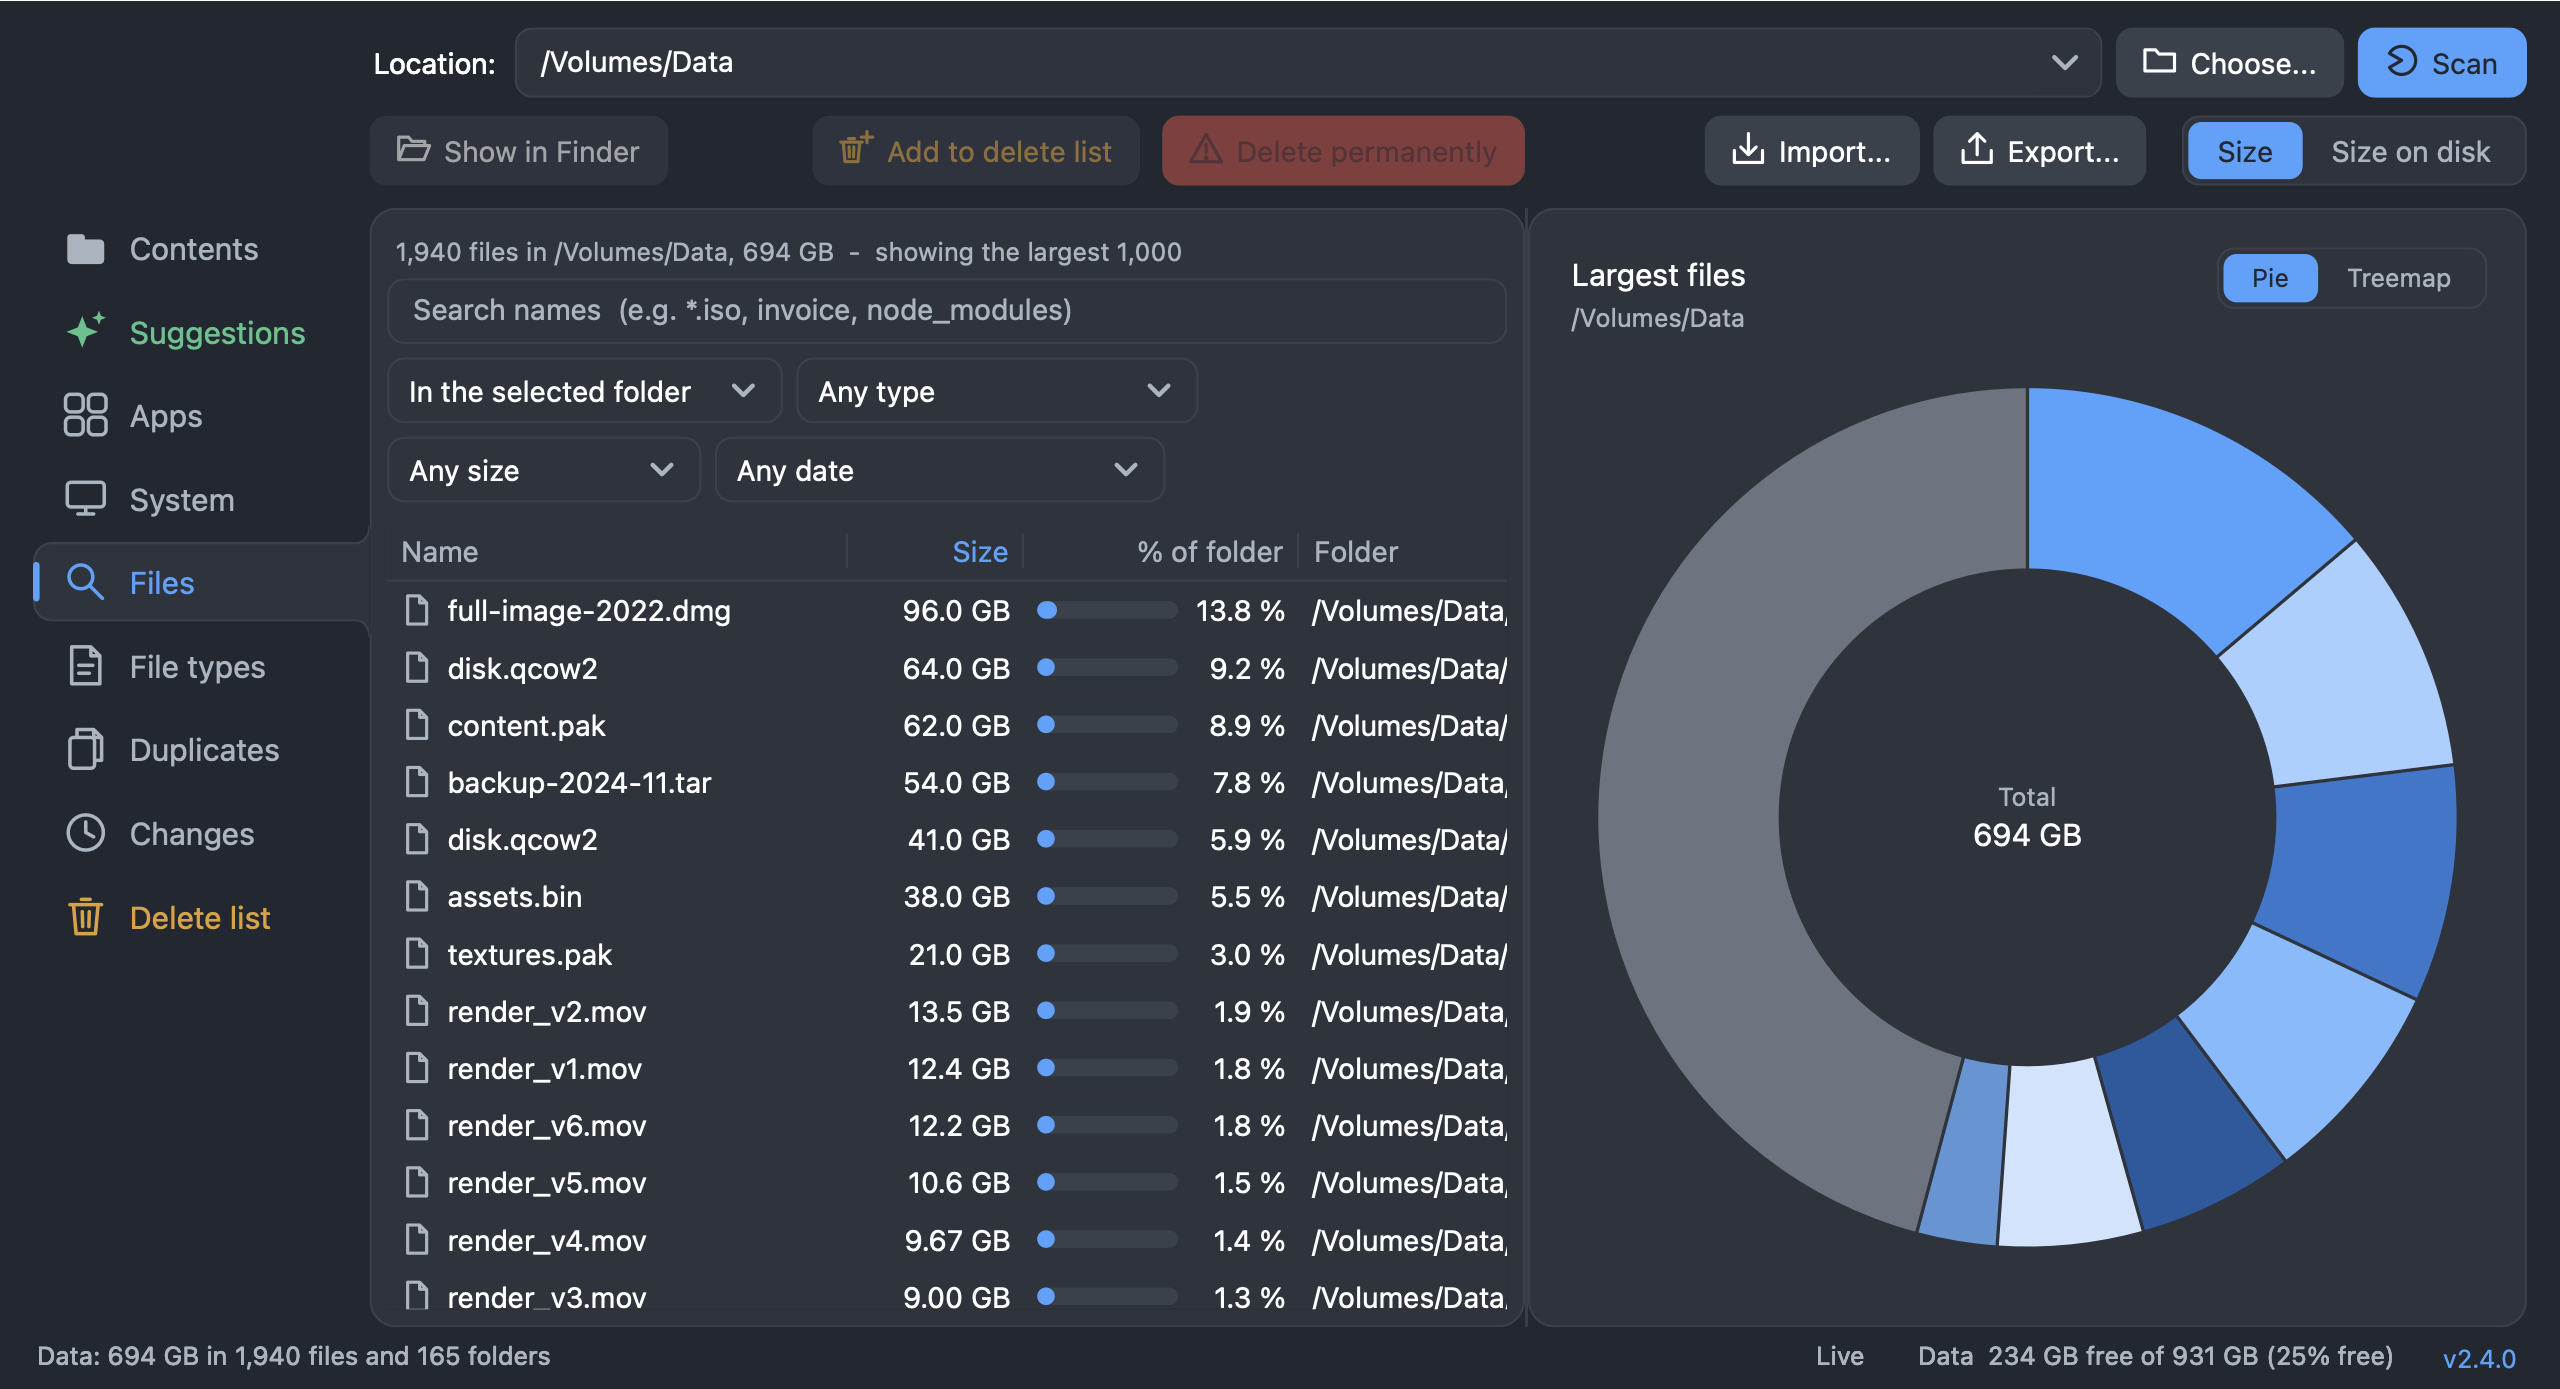 Location: /Volumes/Data Choose... Scan
Show in Finder Add to delete list Delete permanently Import... Export... Size Size on disk
Contents
Suggestions
Apps
System
Files
File types
Duplicates
Changes
Delete list
1,940 files in /Volumes/Data, 694 GB - showing the largest 1,000
Search names (e.g. *.iso, invoice, node_modules)
In the selected folder Any type
Any size Any date
Name Size % of folder Folder
full-image-2022.dmg 96.0 GB 13.8 % /Volumes/Data/
disk.qcow2 64.0 GB 9.2 % /Volumes/Data/
content.pak 62.0 GB 8.9 % /Volumes/Data/
backup-2024-11.tar 54.0 GB 7.8 % /Volumes/Data/
disk.qcow2 41.0 GB 5.9 % /Volumes/Data/
assets.bin 38.0 GB 5.5 % /Volumes/Data/
textures.pak 21.0 GB 3.0 % /Volumes/Data/
render_v2.mov 13.5 GB 1.9 % /Volumes/Data/
render_v1.mov 12.4 GB 1.8 % /Volumes/Data/
render_v6.mov 12.2 GB 1.8 % /Volumes/Data/
render_v5.mov 10.6 GB 1.5 % /Volumes/Data/
render_v4.mov 9.67 GB 1.4 % /Volumes/Data/
render_v3.mov 9.00 GB 1.3 % /Volumes/Data/
Largest files
/Volumes/Data
Pie Treemap
Total
694 GB
Data: 694 GB in 1,940 files and 165 folders
Live Data 234 GB free of 931 GB (25% free) v2.4.0